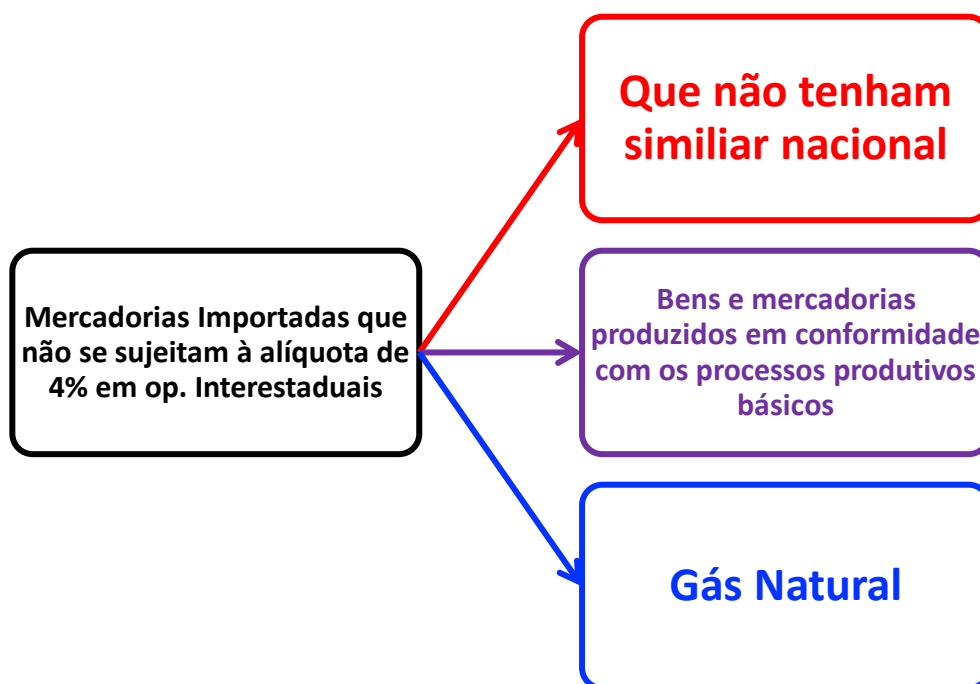 Que não tenham
similiar nacional
Mercadorias Importadas que
não se sujeitam à alíquota de
4% em op. Interestaduais
Bens e mercadorias
produzidos em conformidade
com os processos produtivos
básicos
Gás Natural